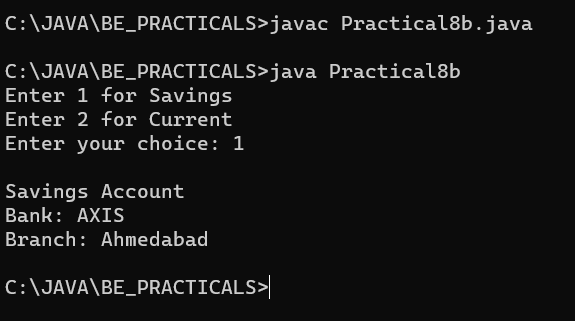 C:\JAVA\BE_PRACTICALS>javac Practical8b.java
C:\JAVA\BE_PRACTICALS>java Practical8b
Enter 1 for Savings
Enter 2 for Current
Enter your choice: 1
Savings Account
Bank: AXIS
Branch: Ahmedabad
C:\JAVA\BE_PRACTICALS>